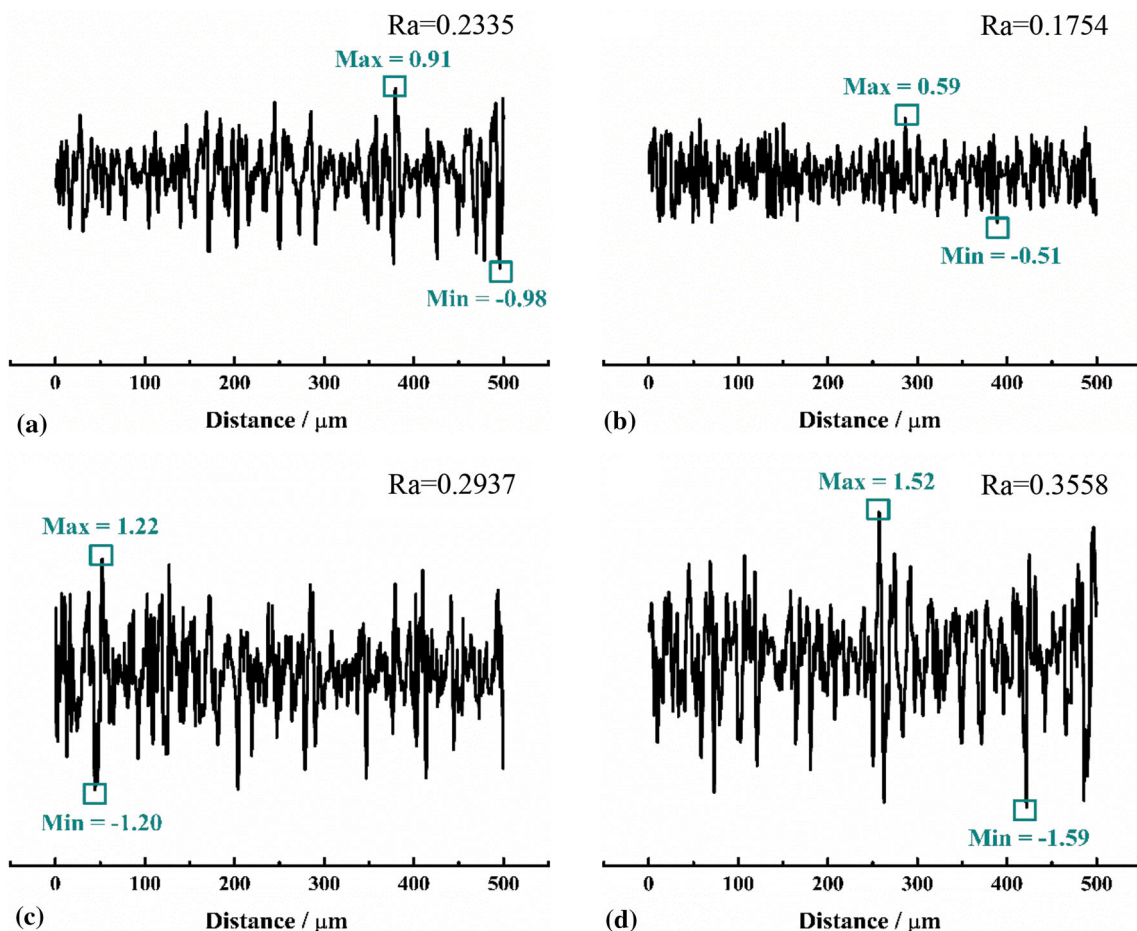 Ra=0.2335
Max = 0.91
Min = -0.98
0 100 200 300 400 500
Distance / μm
(a)
Ra=0.1754
Max = 0.59
Min = -0.51
0 100 200 300 400 500
Distance / μm
(b)
Ra=0.2937
Max = 1.22
Min = -1.20
0 100 200 300 400 500
Distance / μm
(c)
Ra=0.3558
Max = 1.52
Min = -1.59
0 100 200 300 400 500
Distance / μm
(d)